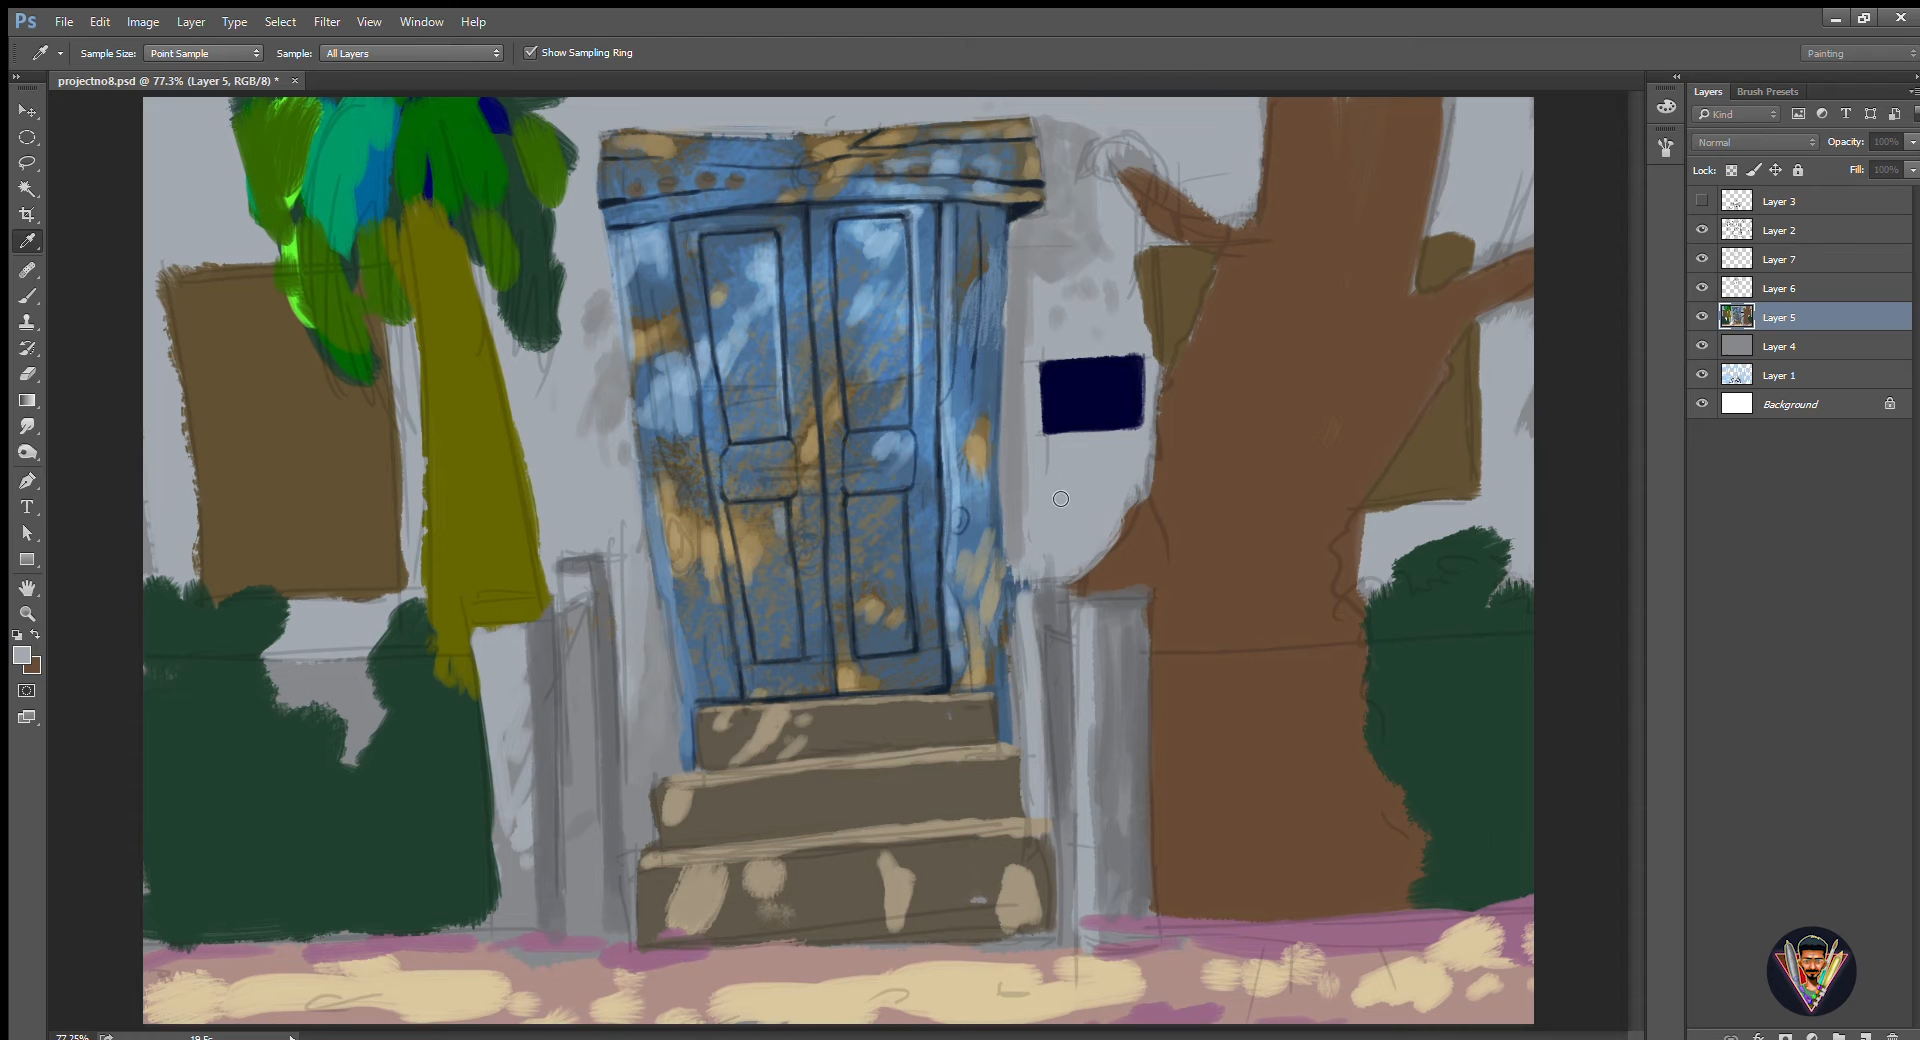 Ps File Edit Image Layer Type Select Filter View Window Help
Sample Size: Point Sample Sample: All Layers Show Sampling Ring Painting
projectno8.psd @ 77.3% (Layer 5, RGB/8) * ×
Layers Brush Presets
Kind
Normal Opacity: 100%
Lock: Fill: 100%
Layer 3
Layer 2
Layer 7
Layer 6
Layer 5
Layer 4
Layer 1
Background
77.25%